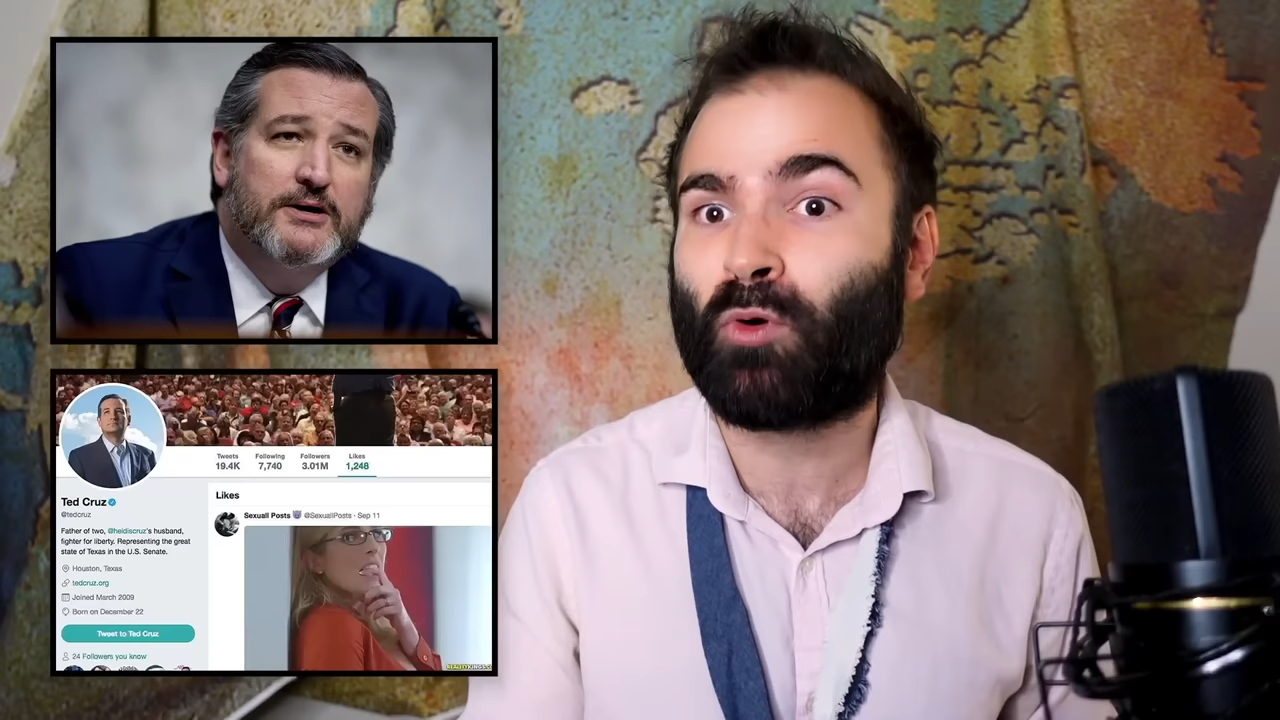 Tweets Following Followers Likes
19.4K 7,740 3.01M 1,248
Ted Cruz
@tedcruz
Father of two, @heidiscruz's husband,
fighter for liberty. Representing the great
state of Texas in the U.S. Senate.
Houston, Texas
tedcruz.org
Joined March 2009
Born on December 22
Tweet to Ted Cruz
24 Followers you know
Likes
Sexuall Posts 😈 @SexuallPosts · Sep 11
REALITYKINGS.C